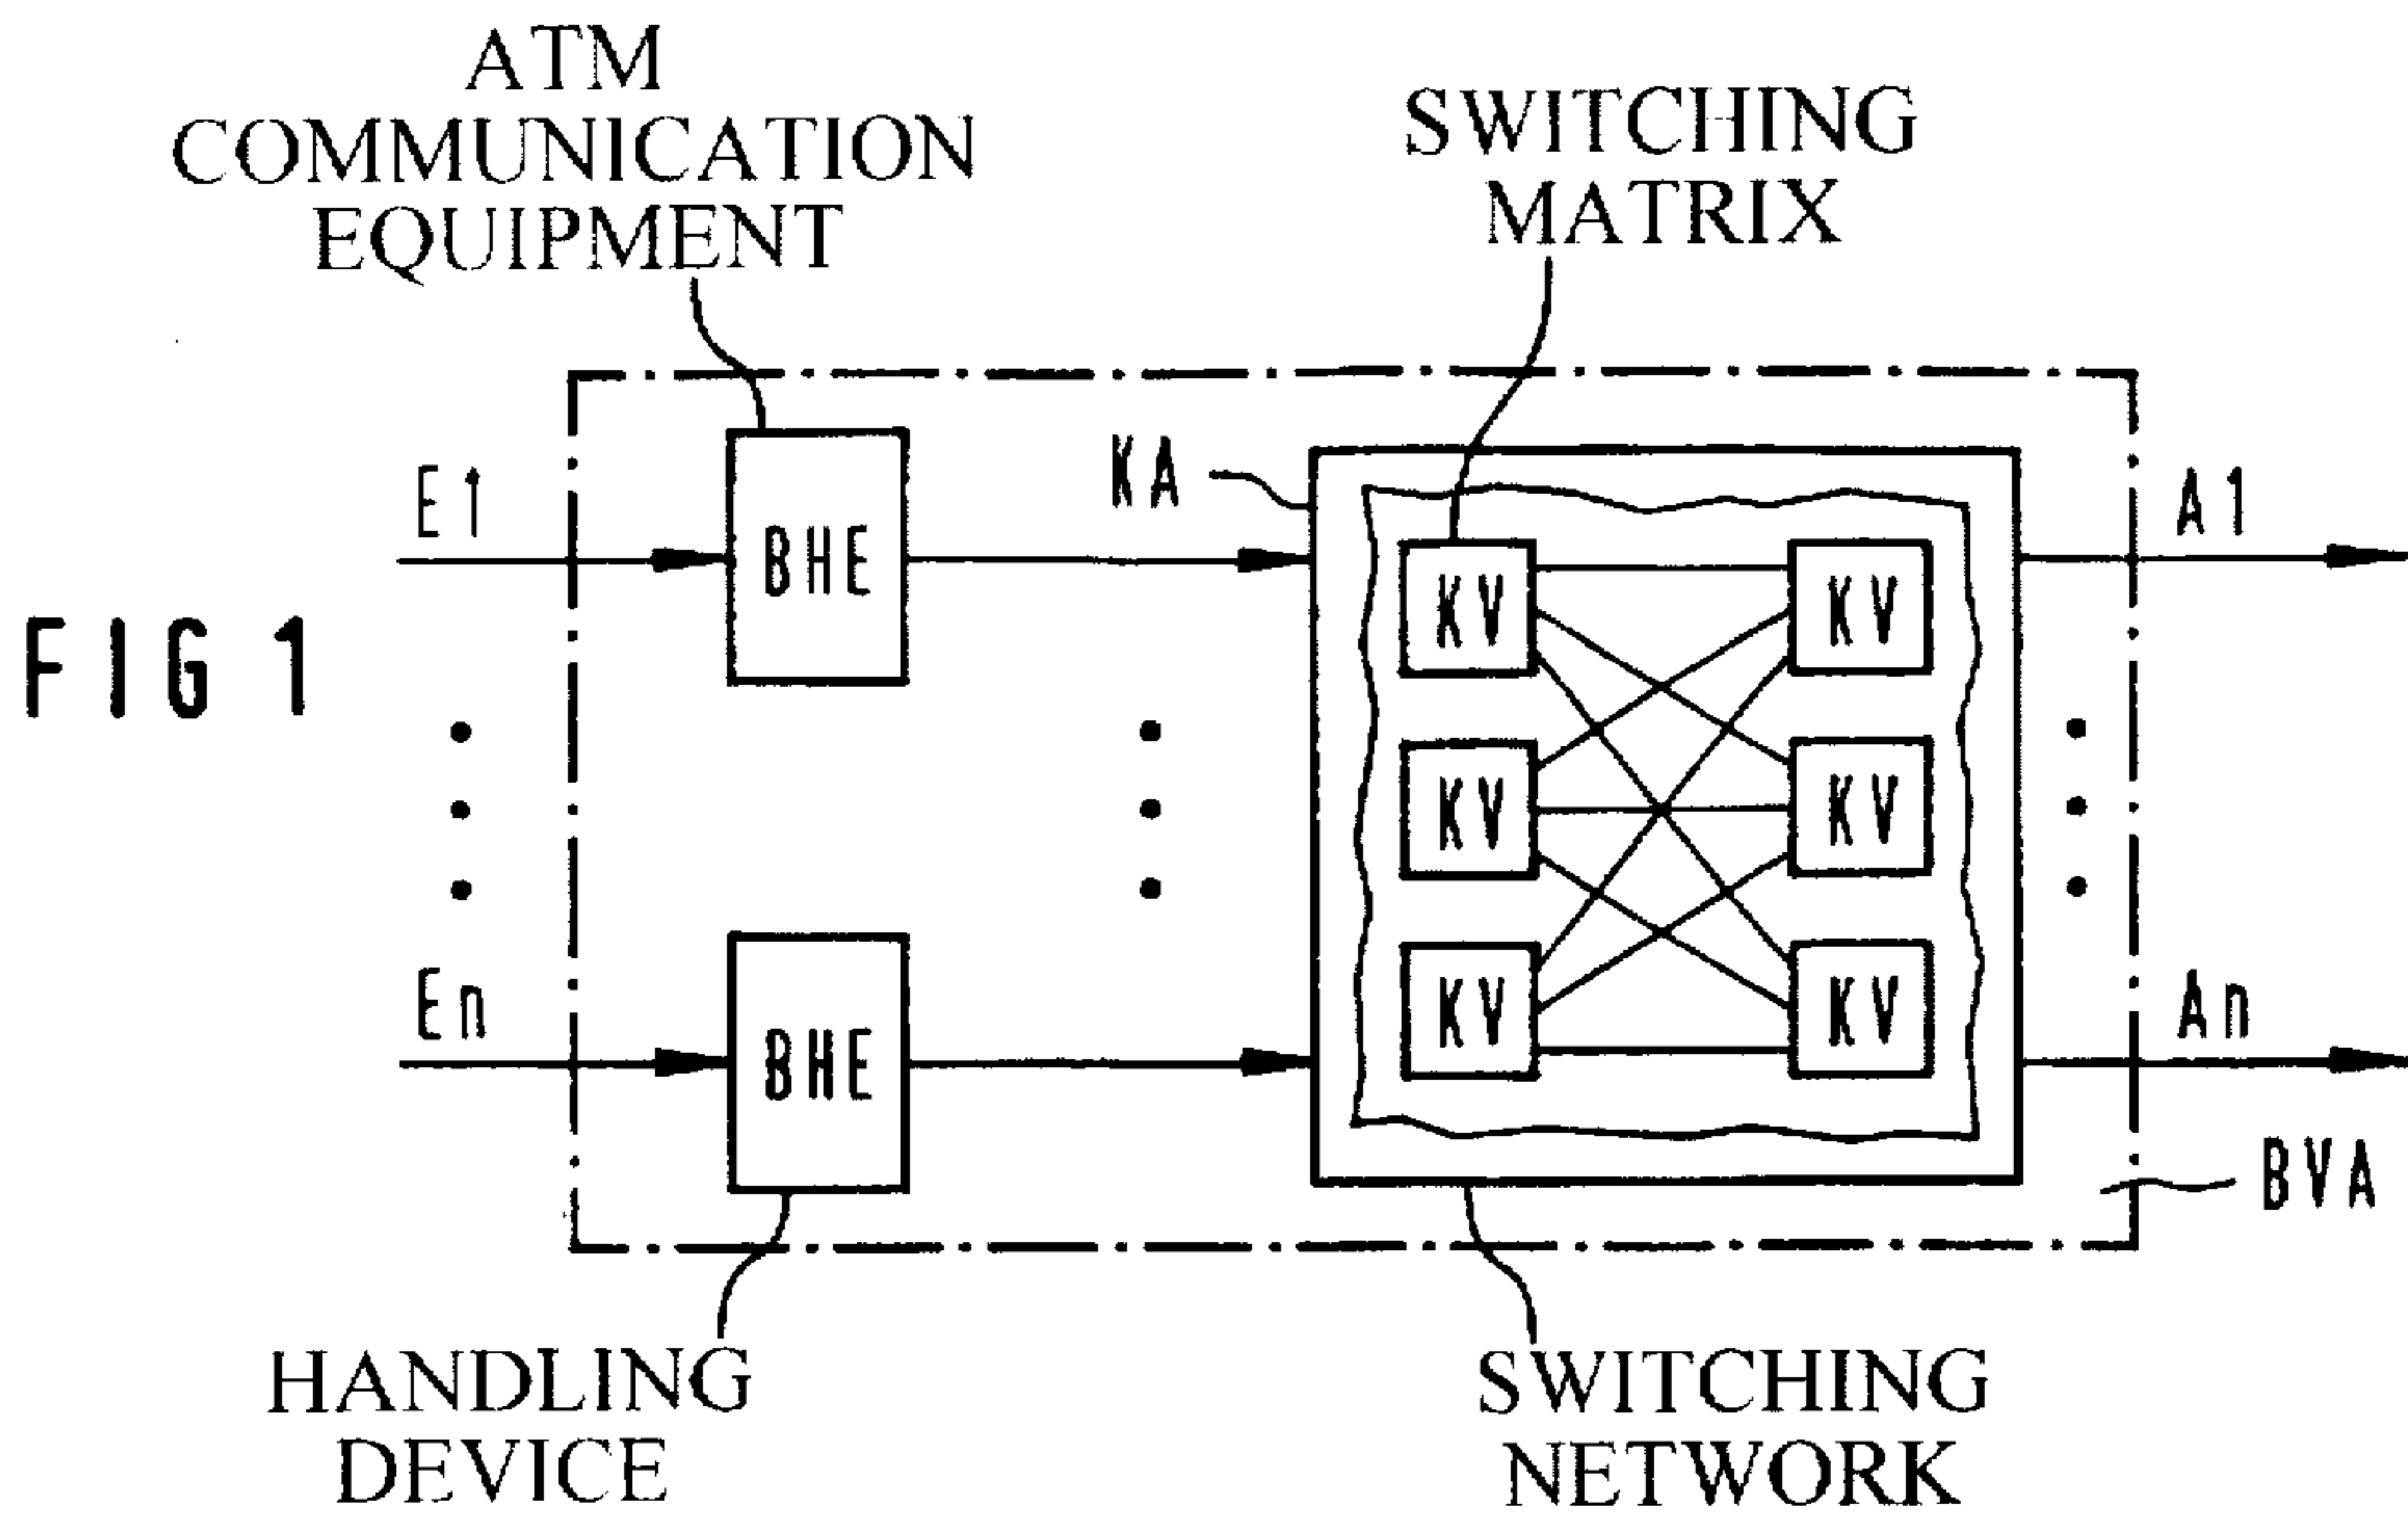 ATM
COMMUNICATION
EQUIPMENT
SWITCHING
MATRIX
KA
E1
A1
BHE
KV KV
FIG 1
KV KV
En
An
BHE
KV KV
BVA
HANDLING
DEVICE
SWITCHING
NETWORK